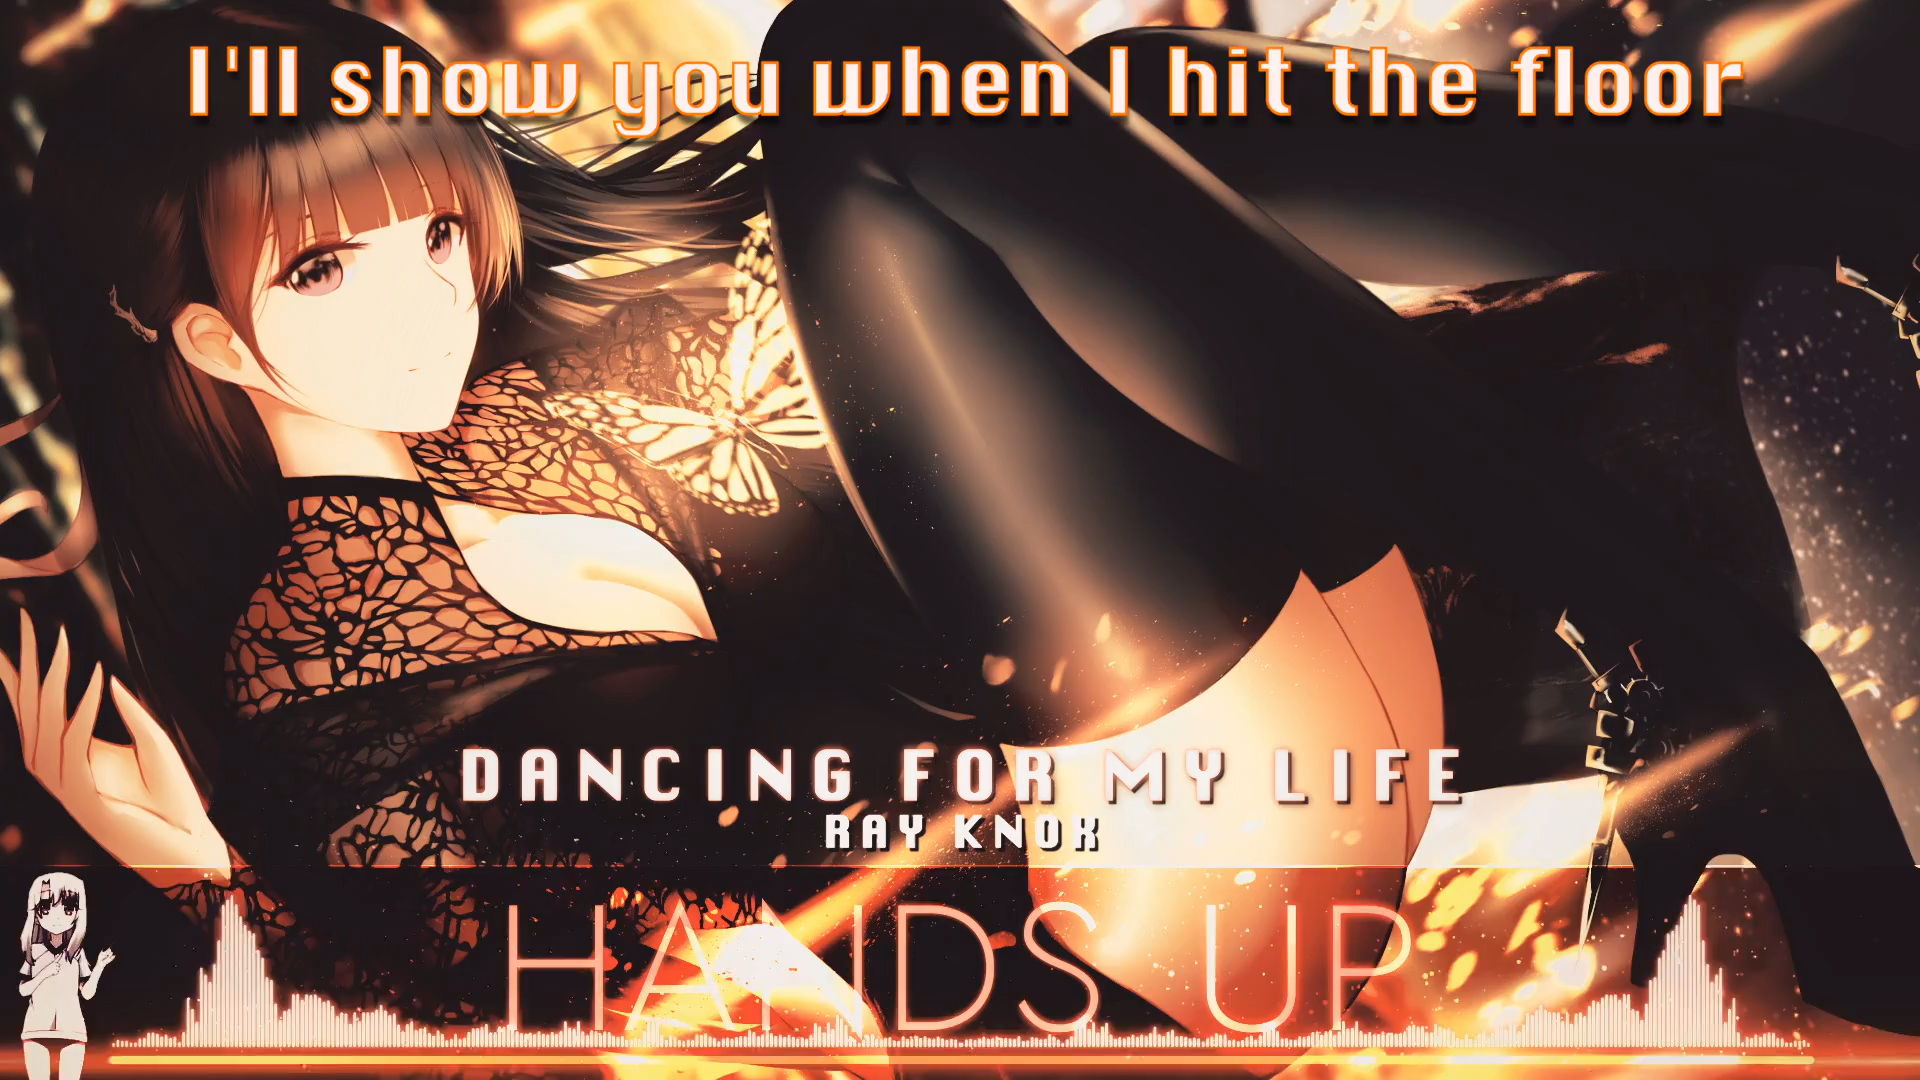 I'll show you when I hit the floor
DANCING FOR MY LIFE
RAY KNOX
HANDS UP